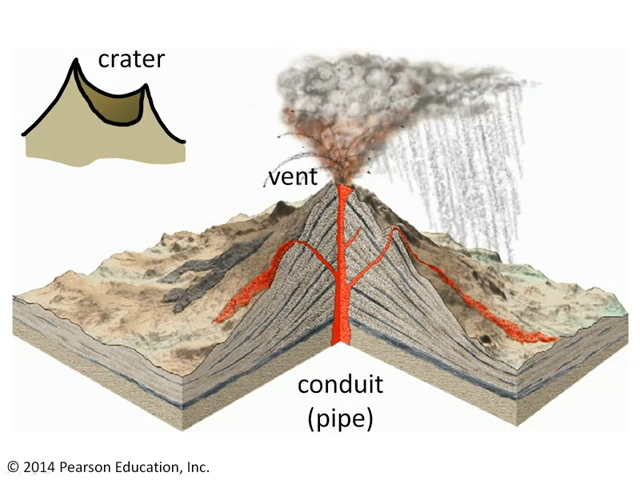 crater
vent
conduit
(pipe)
© 2014 Pearson Education, Inc.